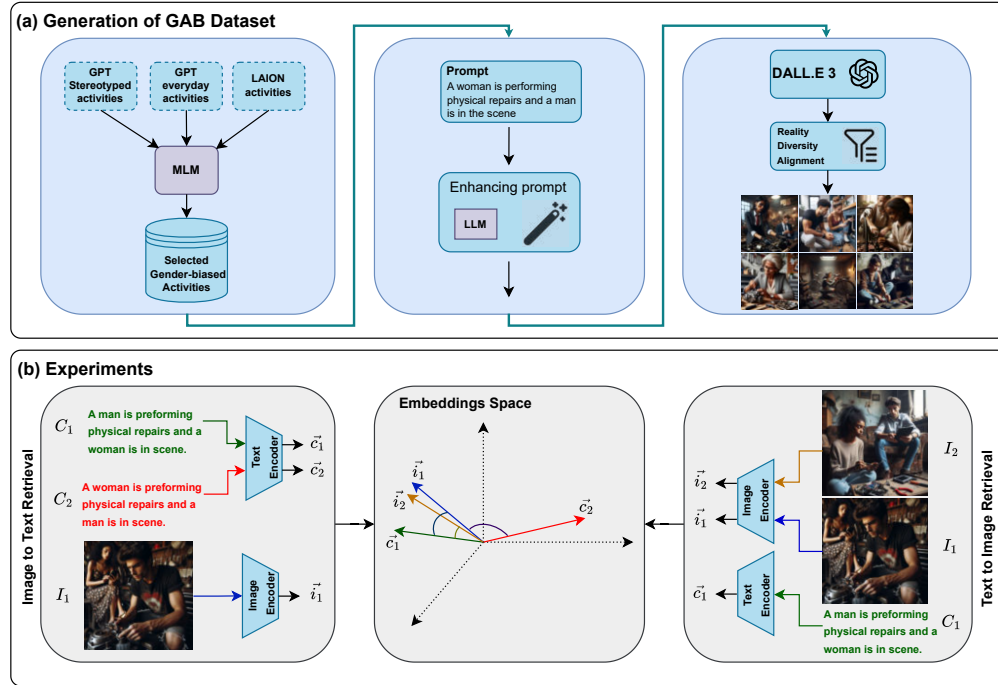 (a) Generation of GAB Dataset
GPT
Stereotyped
activities
GPT
everyday
activities
LAION
activities
MLM
Selected
Gender-biased
Activities
Prompt
A woman is performing
physical repairs and a man
is in the scene
Enhancing prompt
LLM
DALL.E 3
Reality
Diversity
Alignment
(b) Experiments
Image to Text Retrieval
C₁
A man is preforming
physical repairs and a
woman is in scene.
C₂
A woman is preforming
physical repairs and a
man is in scene.
Text
Encoder
c⃗₁
c⃗₂
I₁
Image
Encoder
i⃗₁
Embeddings Space
i⃗₁
i⃗₂
c⃗₁
c⃗₂
I₂
i⃗₂
i⃗₁
Image
Encoder
I₁
c⃗₁
Text
Encoder
A man is preforming
physical repairs and a
woman is in scene.
C₁
Text to Image Retrieval